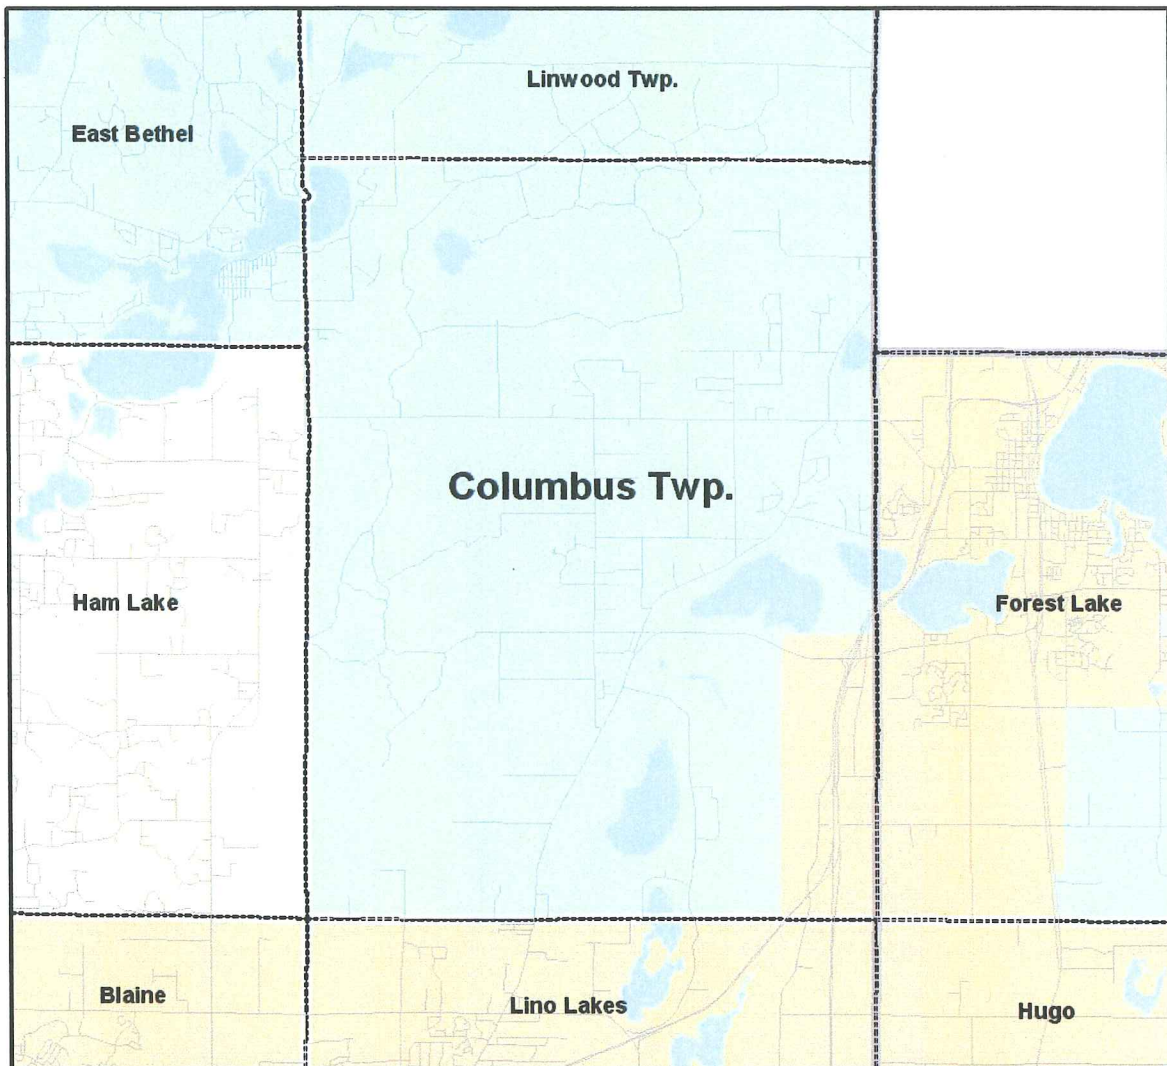 Linwood Twp.
East Bethel
Columbus Twp.
Ham Lake
Forest Lake
Blaine
Lino Lakes
Hugo